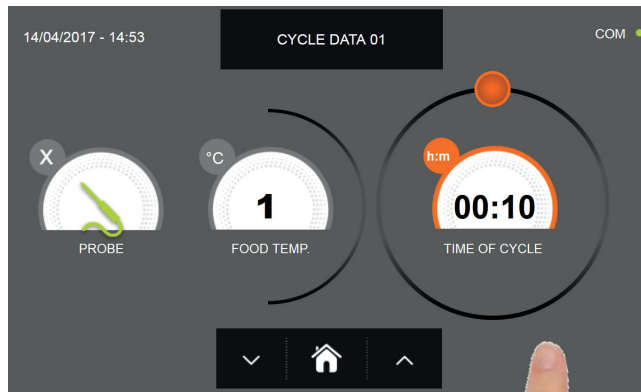 14/04/2017 - 14:53
CYCLE DATA 01
COM
X
°C
h:m
1
00:10
PROBE
FOOD TEMP.
TIME OF CYCLE